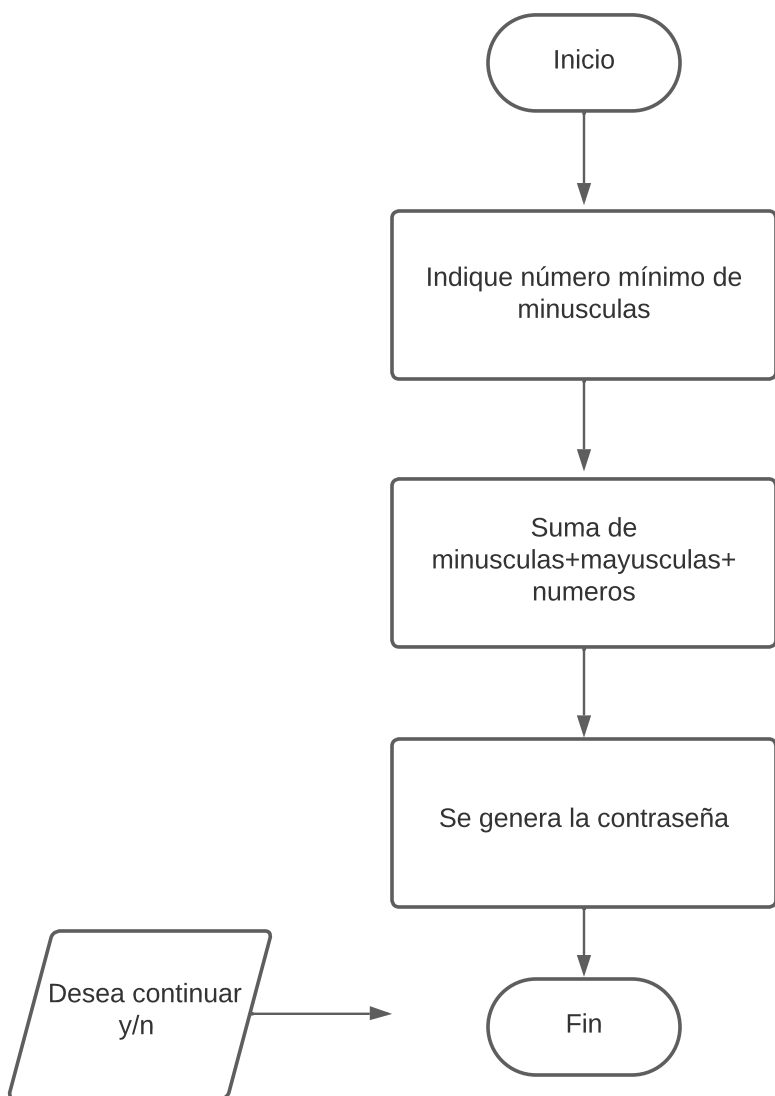 Inicio
Indique número mínimo de
minusculas
Suma de
minusculas+mayusculas+
numeros
Se genera la contraseña
Desea continuar
y/n
Fin